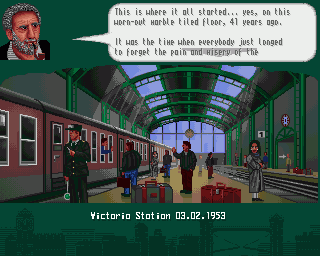 This is where it all started... yes, on this
worn-out marble tiled floor, 41 years ago.
It was the time when everybody just longed
to forget the pain and misery of the
1
Victoria Station 03.02.1953